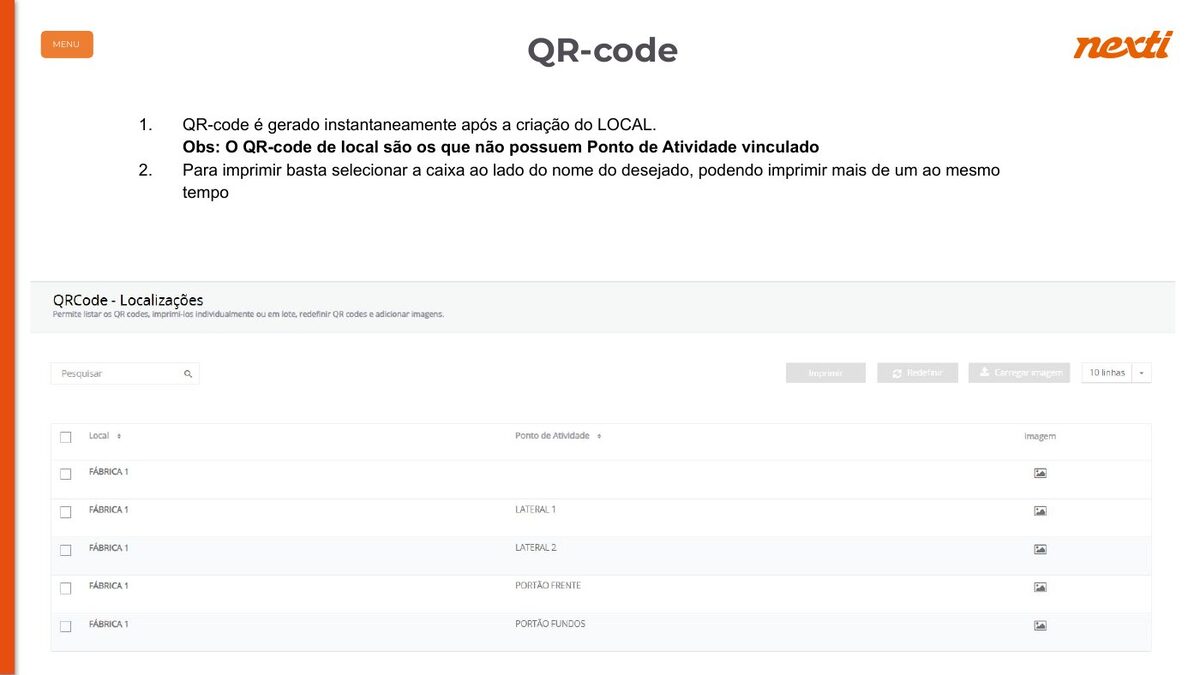 MENU
QR-code
nexti
1. QR-code é gerado instantaneamente após a criação do LOCAL.
Obs: O QR-code de local são os que não possuem Ponto de Atividade vinculado
2. Para imprimir basta selecionar a caixa ao lado do nome do desejado, podendo imprimir mais de um ao mesmo
tempo
QRCode - Localizações
Permite listar os QR codes, imprimi-los individualmente ou em lote, redefinir QR codes e adicionar imagens.
Pesquisar Imprimir Redefinir Carregar imagem 10 linhas
Local Ponto de Atividade Imagem
FÁBRICA 1
FÁBRICA 1 LATERAL 1
FÁBRICA 1 LATERAL 2
FÁBRICA 1 PORTÃO FRENTE
FÁBRICA 1 PORTÃO FUNDOS